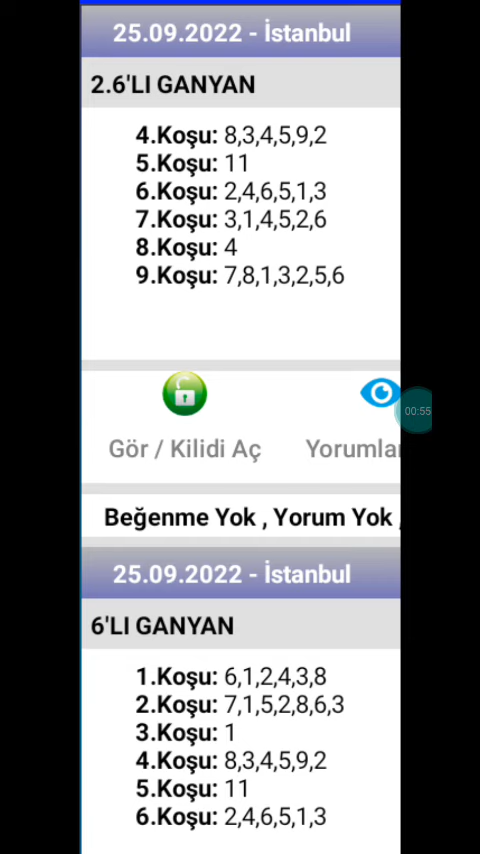 25.09.2022 - İstanbul
2.6'LI GANYAN
4.Koşu: 8,3,4,5,9,2
5.Koşu: 11
6.Koşu: 2,4,6,5,1,3
7.Koşu: 3,1,4,5,2,6
8.Koşu: 4
9.Koşu: 7,8,1,3,2,5,6
00:55
Gör / Kilidi Aç Yorumlar
Beğenme Yok , Yorum Yok ,
25.09.2022 - İstanbul
6'LI GANYAN
1.Koşu: 6,1,2,4,3,8
2.Koşu: 7,1,5,2,8,6,3
3.Koşu: 1
4.Koşu: 8,3,4,5,9,2
5.Koşu: 11
6.Koşu: 2,4,6,5,1,3